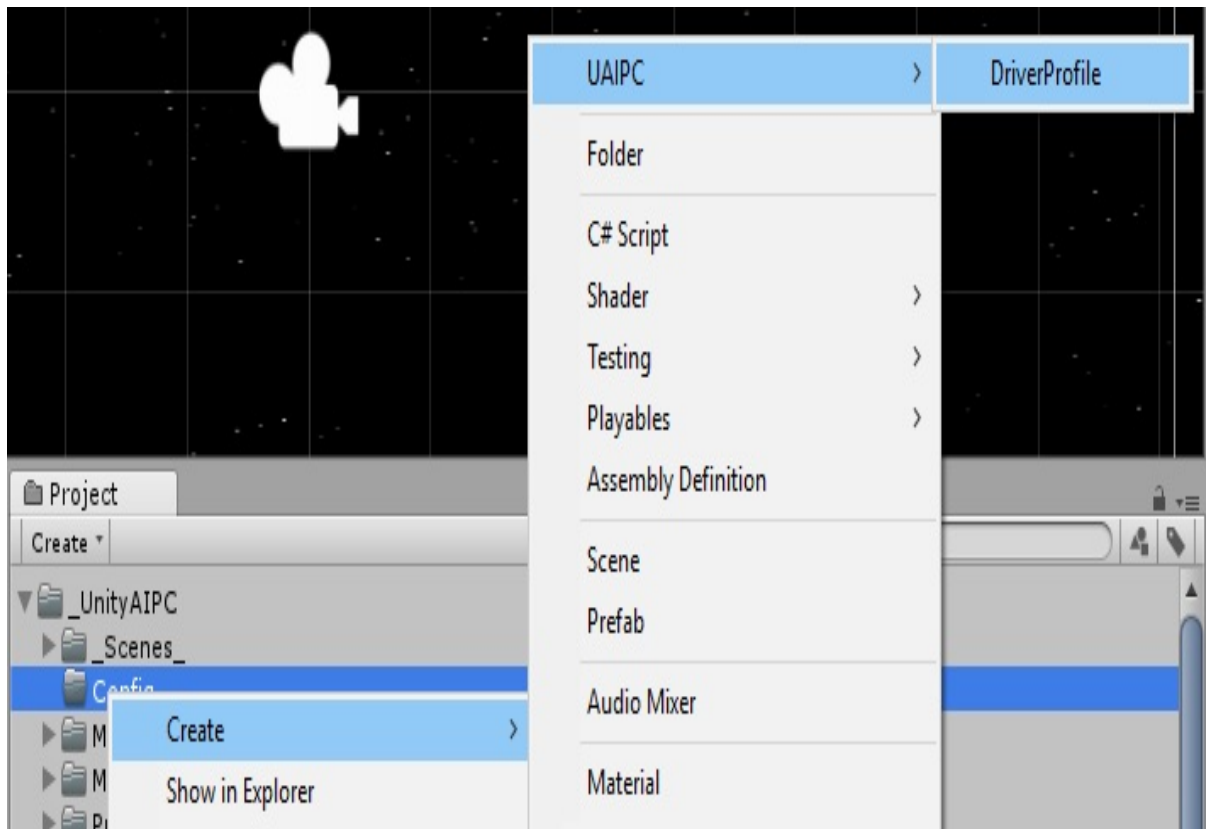 UAIPC
DriverProfile
Folder
C# Script
Shader
Testing
Playables
Assembly Definition
Scene
Prefab
Audio Mixer
Material
Project
Create
_UnityAIPC
_Scenes_
Config
M
M
Create
Show in Explorer